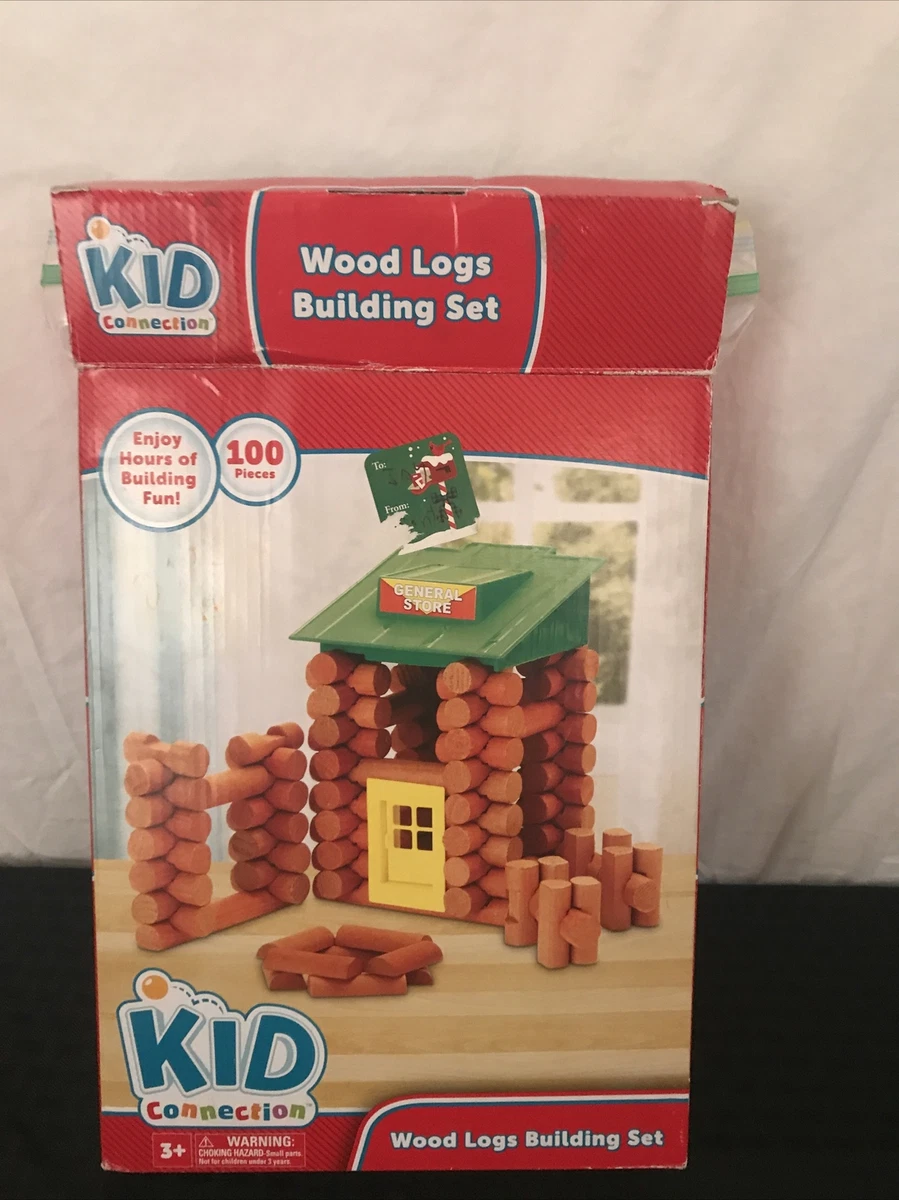 KID
Connection
Wood Logs
Building Set
Enjoy
Hours of
Building
Fun!
100
Pieces
To:
From:
GENERAL
STORE
KID
Connection™
3+
⚠ WARNING:
CHOKING HAZARD-Small parts
Not for children under 3 years.
Wood Logs Building Set